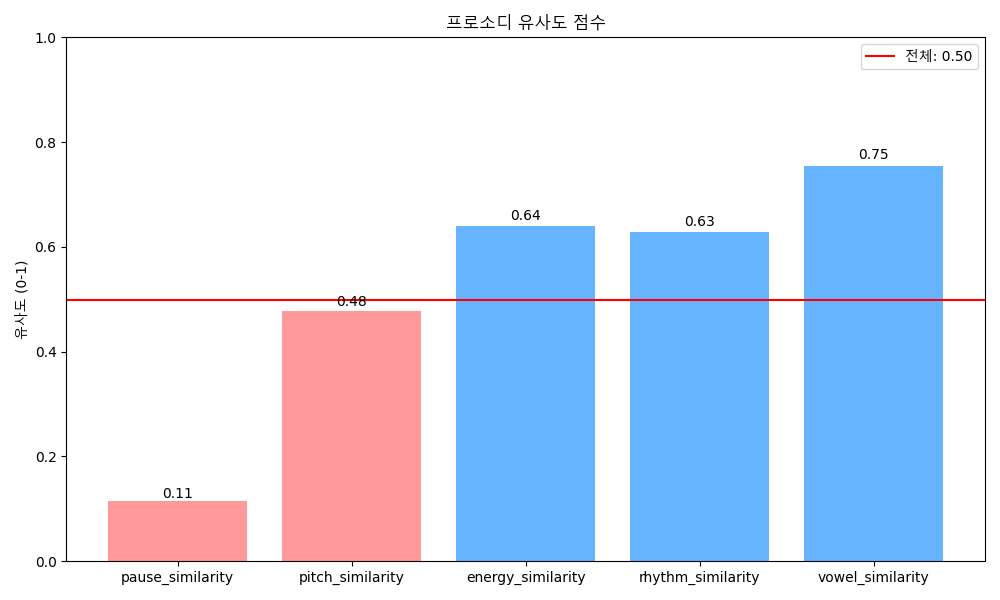 프로소디 유사도 점수
전체: 0.50
유사도 (0-1)
1.0
0.8
0.6
0.4
0.2
0.0
0.11
0.48
0.64
0.63
0.75
pause_similarity
pitch_similarity
energy_similarity
rhythm_similarity
vowel_similarity